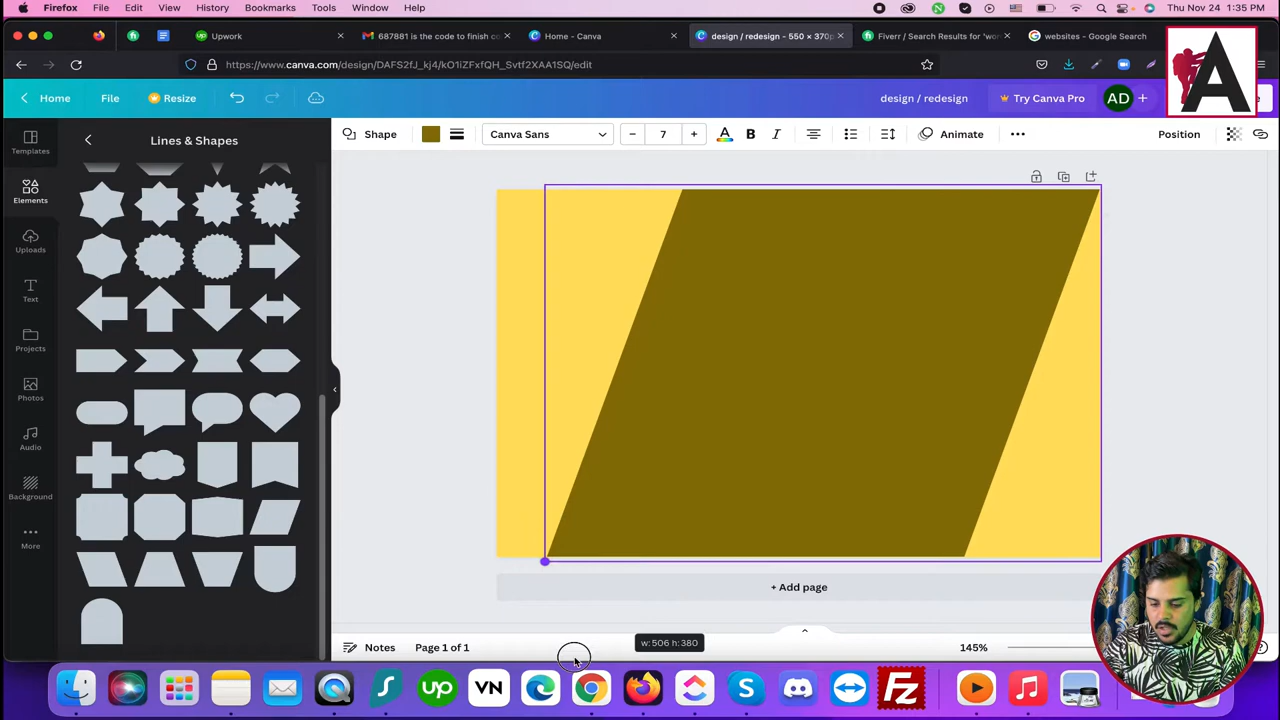 Firefox File Edit View History Bookmarks Tools Window Help Thu Nov 24 1:35 PM
Upwork 687881 is the code to finish co Home - Canva design / redesign - 550 × 370p Fiverr / Search Results for 'wor websites - Google Search
https://www.canva.com/design/DAFS2fJ_kj4/kO1iZFxfQH_Svtf2XAA1SQ/edit
Home File Resize design / redesign Try Canva Pro AD +
A
Templates
Lines & Shapes
Shape Canva Sans − 7 + A B I Animate Position
Elements
Uploads
Text
Projects
Photos
Audio
Background
More
+ Add page
w:506 h:380
Notes Page 1 of 1 145%
up VN S Fz